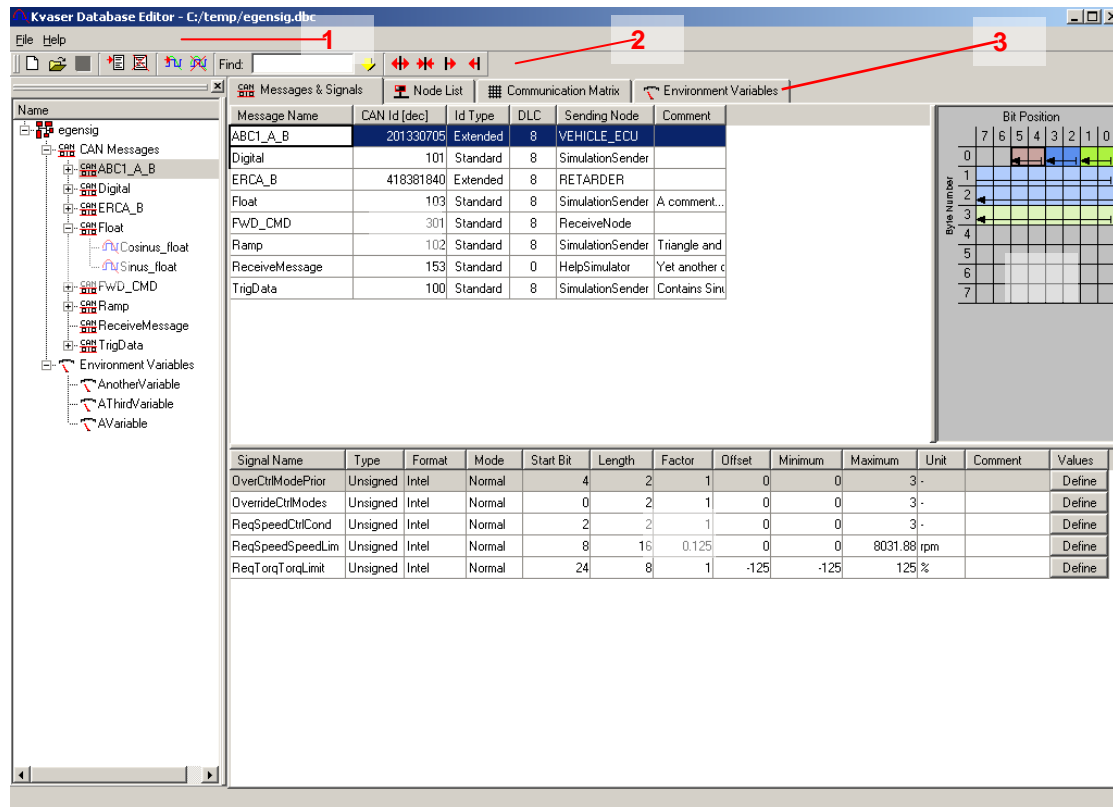 Kvaser Database Editor - C:/temp/egensig.dbc
File Help
1
Find:
2
3
Messages & Signals Node List Communication Matrix Environment Variables
Name
egensig
CAN Messages
ABC1_A_B
Digital
ERCA_B
Float
Cosinus_float
Sinus_float
FWD_CMD
Ramp
ReceiveMessage
TrigData
Environment Variables
AnotherVariable
AThirdVariable
AVariable
Message Name CAN Id [dec] Id Type DLC Sending Node Comment
ABC1_A_B 201330705 Extended 8 VEHICLE_ECU
Digital 101 Standard 8 SimulationSender
ERCA_B 418381840 Extended 8 RETARDER
Float 103 Standard 8 SimulationSender A comment...
FWD_CMD 301 Standard 8 ReceiveNode
Ramp 102 Standard 8 SimulationSender Triangle and
ReceiveMessage 153 Standard 0 HelpSimulator Yet another c
TrigData 100 Standard 8 SimulationSender Contains Sinu
Bit Position
7 6 5 4 3 2 1 0
Byte Number
0
1
2
3
4
5
6
7
Signal Name Type Format Mode Start Bit Length Factor Offset Minimum Maximum Unit Comment Values
OverCtrlModePrior Unsigned Intel Normal 4 2 1 0 0 3 - Define
OverrideCtrlModes Unsigned Intel Normal 0 2 1 0 0 3 - Define
ReqSpeedCtrlCond Unsigned Intel Normal 2 2 1 0 0 3 - Define
ReqSpeedSpeedLim Unsigned Intel Normal 8 16 0.125 0 0 8031.88 rpm Define
ReqTorqTorqLimit Unsigned Intel Normal 24 8 1 -125 -125 125 % Define